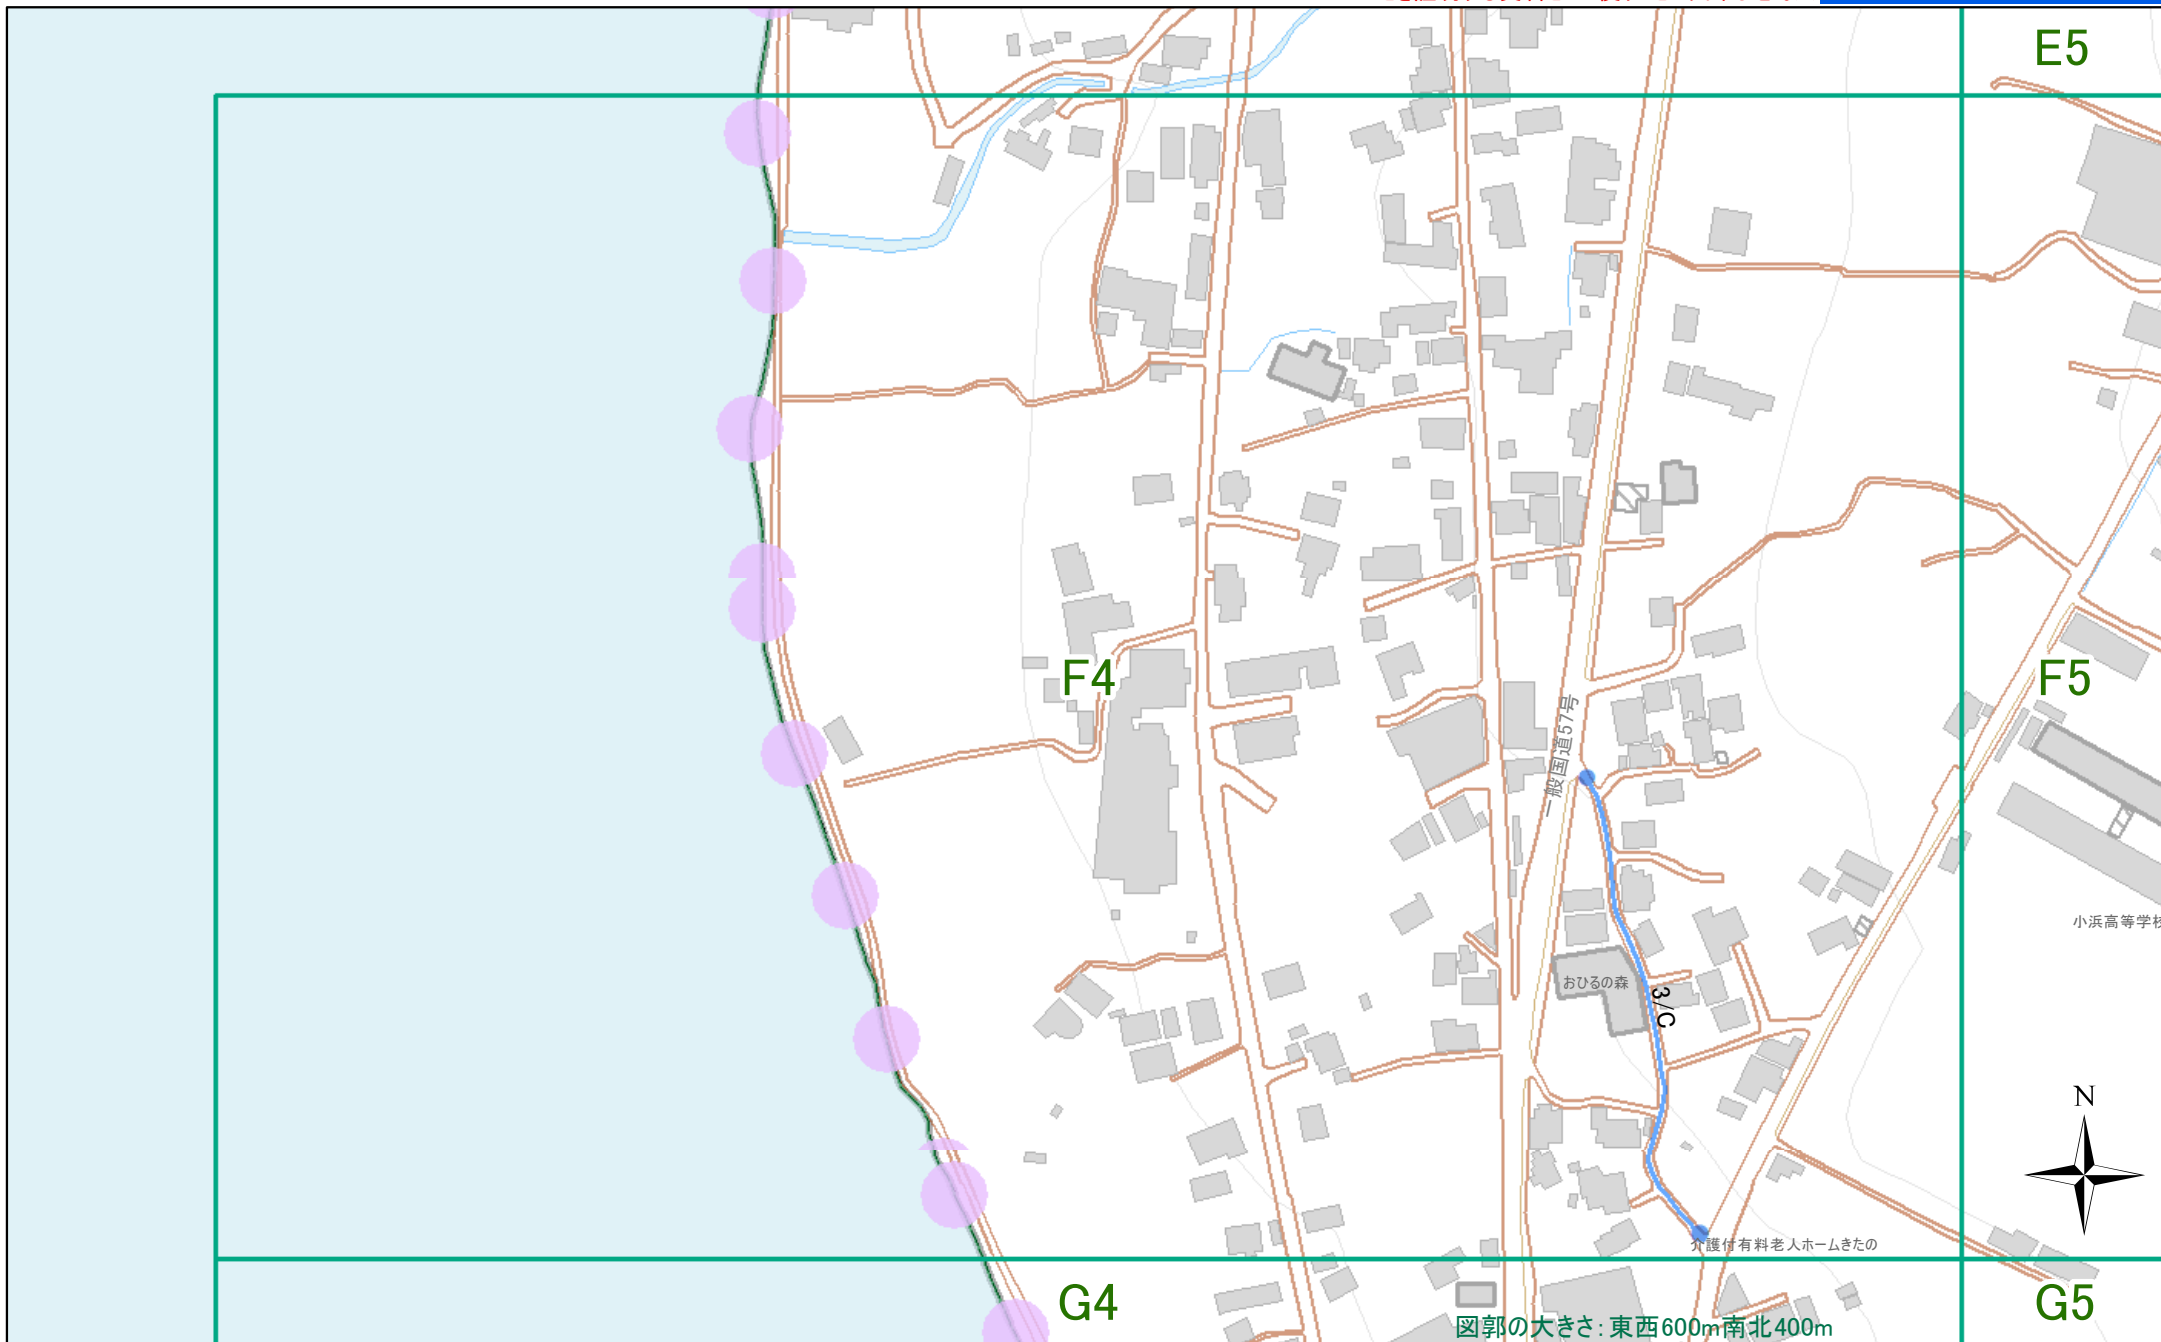 E5
F4
F5
一般国道57号
小浜高等学校
おひるの森
3/C
N
介護付有料老人ホームきたの
G4
G5
図郭の大きさ：東西600m南北400m